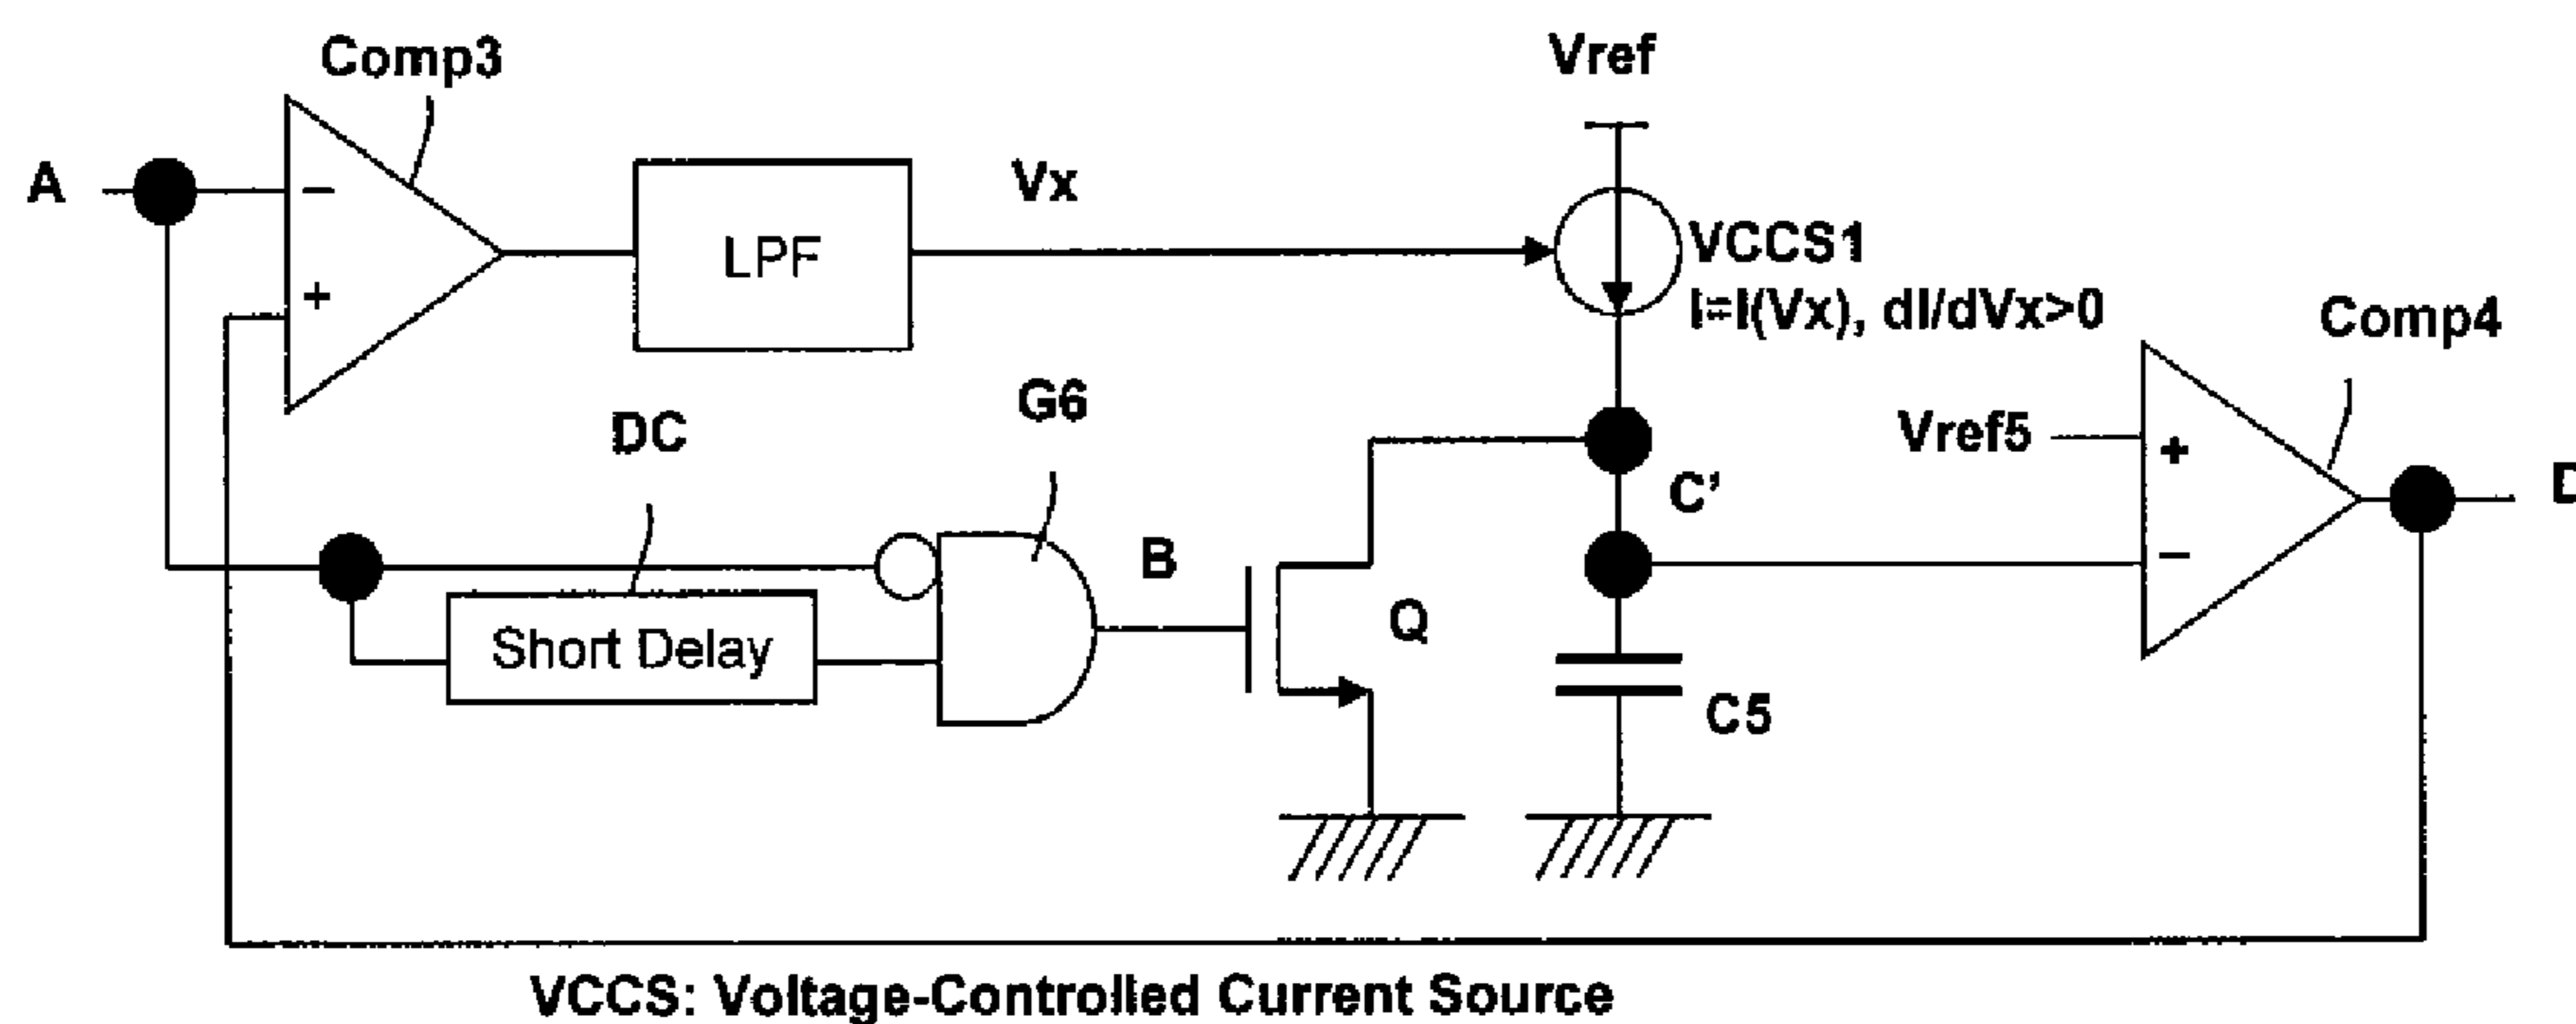 Comp3
Vref
A
−
+
LPF
Vx
VCCS1
I=I(Vx), dI/dVx>0
Comp4
DC
G6
Vref5
+
−
C'
D
B
Short Delay
Q
C5
VCCS: Voltage-Controlled Current Source